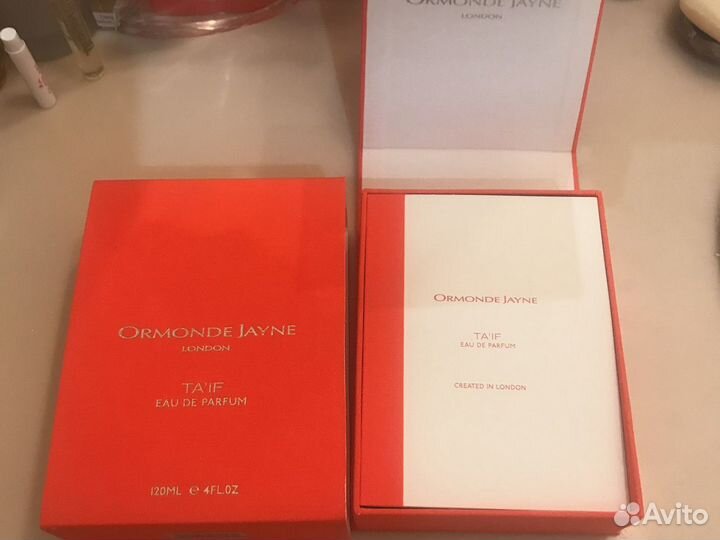 ORMONDE JAYNE
LONDON
ORMONDE JAYNE
LONDON
TA'IF
EAU DE PARFUM
120ML ℮ 4FL.OZ
ORMONDE JAYNE
TA'IF
EAU DE PARFUM
CREATED IN LONDON
Avito